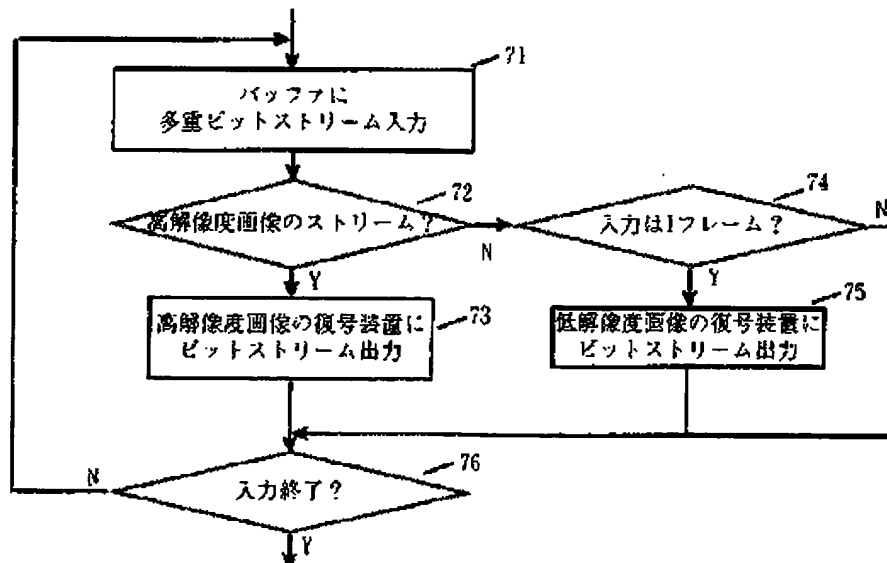 71
バッファに
多重ビットストリーム入力
72
高解像度画像のストリーム？
N
Y
74
入力は1フレーム？
N
Y
73
高解像度画像の復号装置に
ビットストリーム出力
75
低解像度画像の復号装置に
ビットストリーム出力
76
入力終了？
N
Y